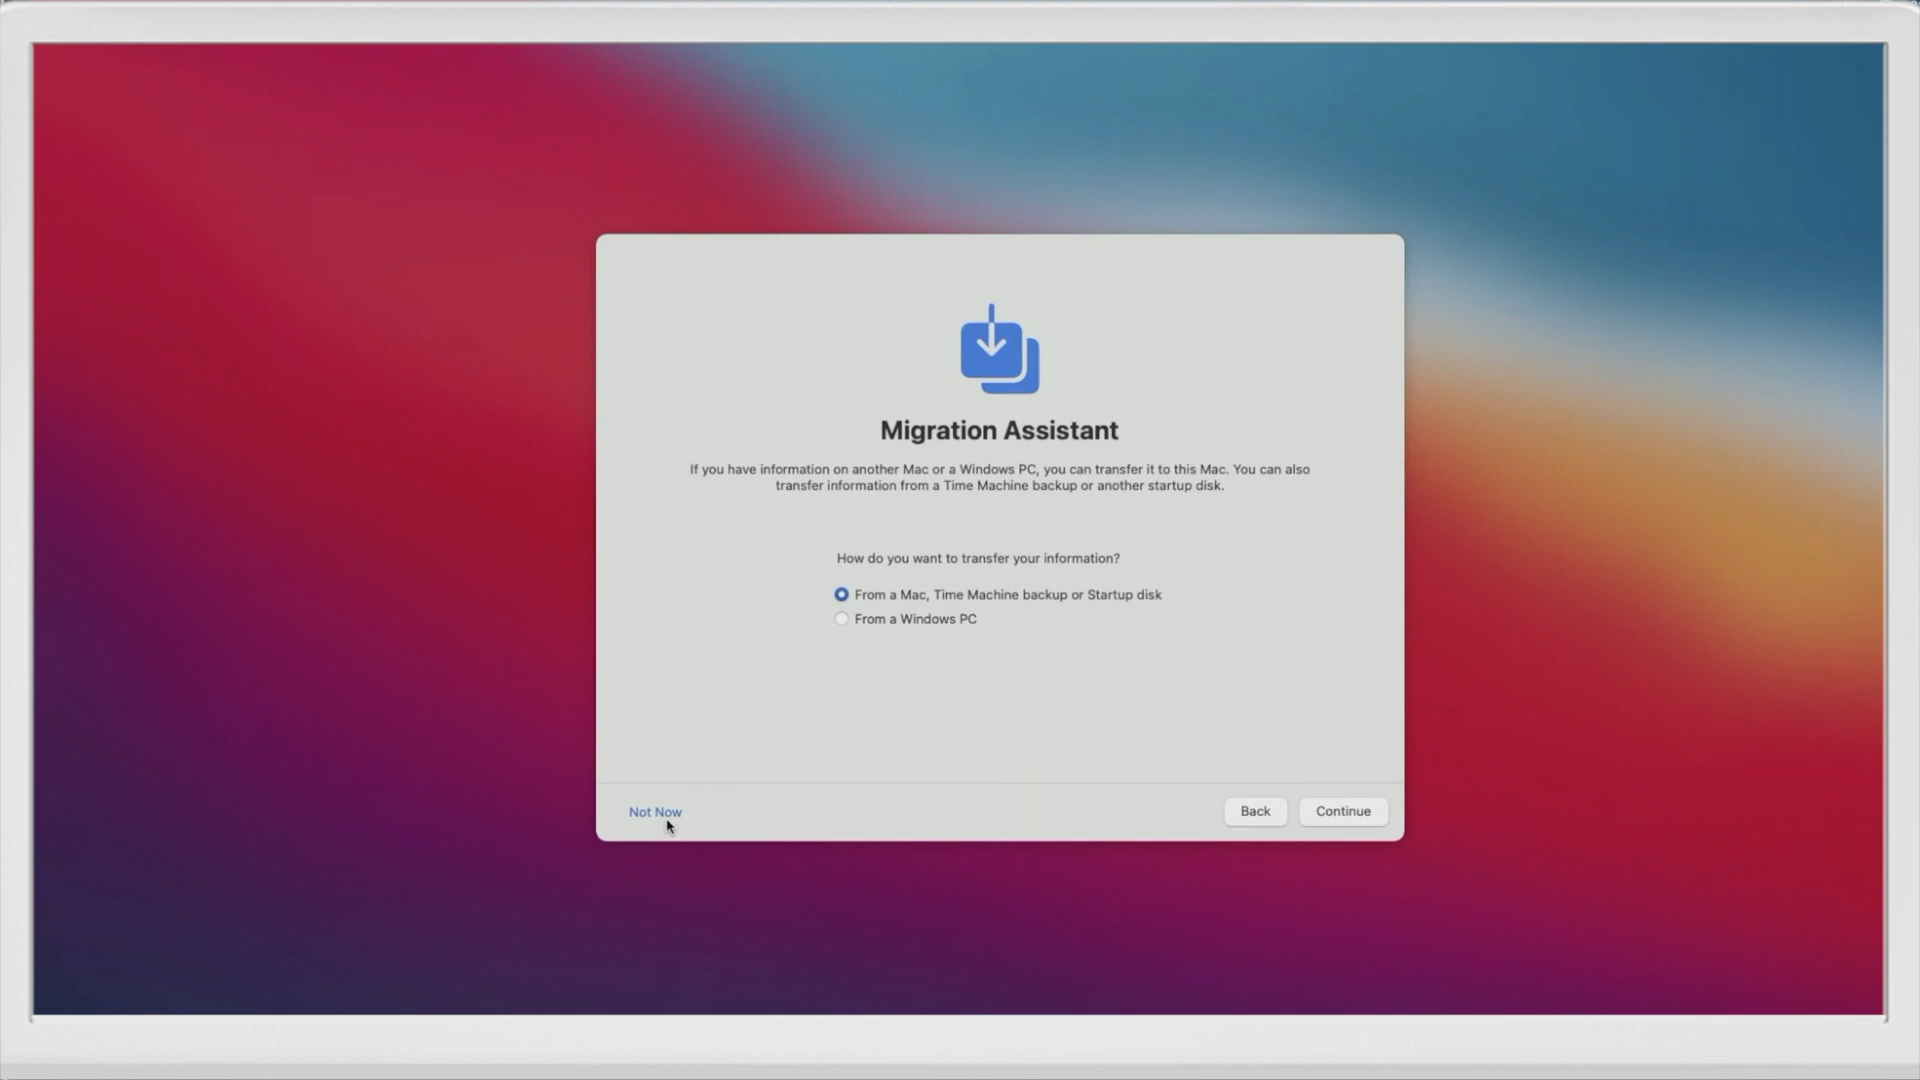 Migration Assistant
If you have information on another Mac or a Windows PC, you can transfer it to this Mac. You can also
transfer information from a Time Machine backup or another startup disk.
How do you want to transfer your information?
From a Mac, Time Machine backup or Startup disk
From a Windows PC
Not Now
Back
Continue